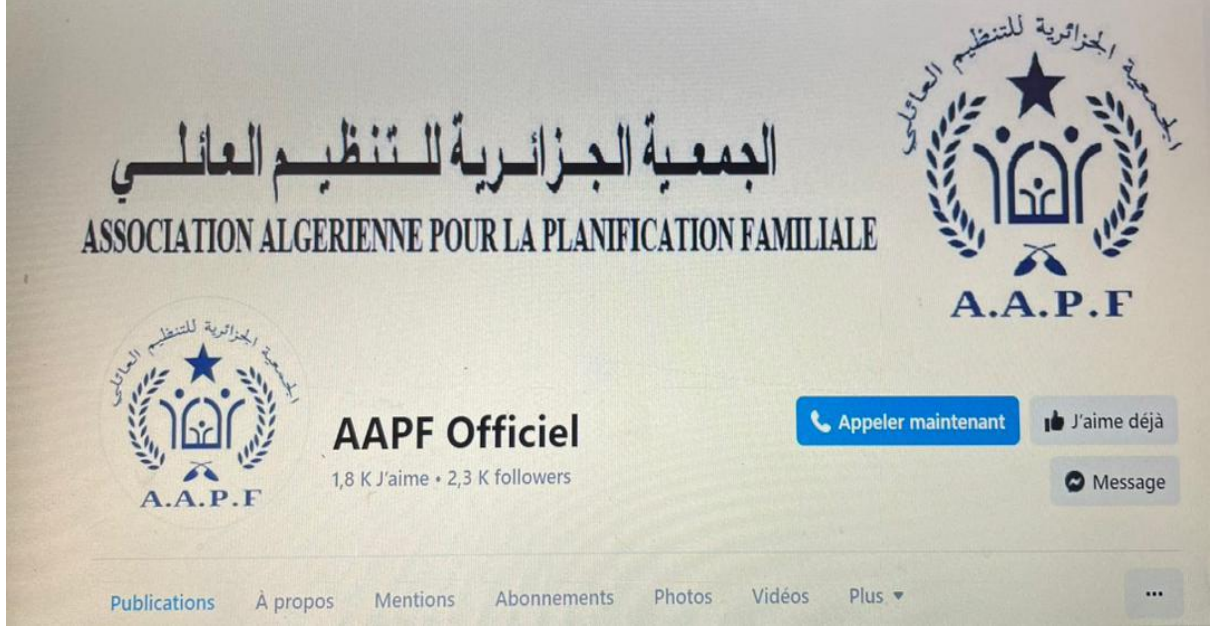 الجمعية الجزائرية للتنظيم العائلي
الجمعية الجزائرية للتنظيم العائلي
ASSOCIATION ALGERIENNE POUR LA PLANIFICATION FAMILIALE
A.A.P.F
الجمعية الجزائرية للتنظيم العائلي
A.A.P.F
AAPF Officiel
1,8 K J'aime • 2,3 K followers
Appeler maintenant
J'aime déjà
Message
Publications À propos Mentions Abonnements Photos Vidéos Plus